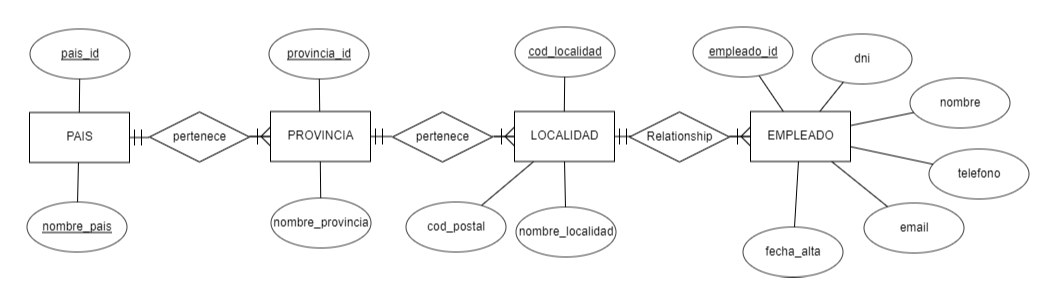 pais_id
provincia_id
cod_localidad
empleado_id
dni
nombre
PAIS
pertenece
PROVINCIA
pertenece
LOCALIDAD
Relationship
EMPLEADO
telefono
nombre_pais
nombre_provincia
cod_postal
nombre_localidad
email
fecha_alta